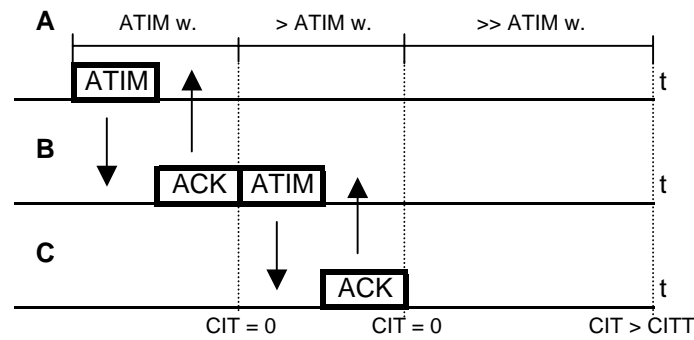 A ATIM w. > ATIM w. >> ATIM w.
ATIM t
B
ACK ATIM t
C
ACK t
CIT = 0 CIT = 0 CIT > CITT